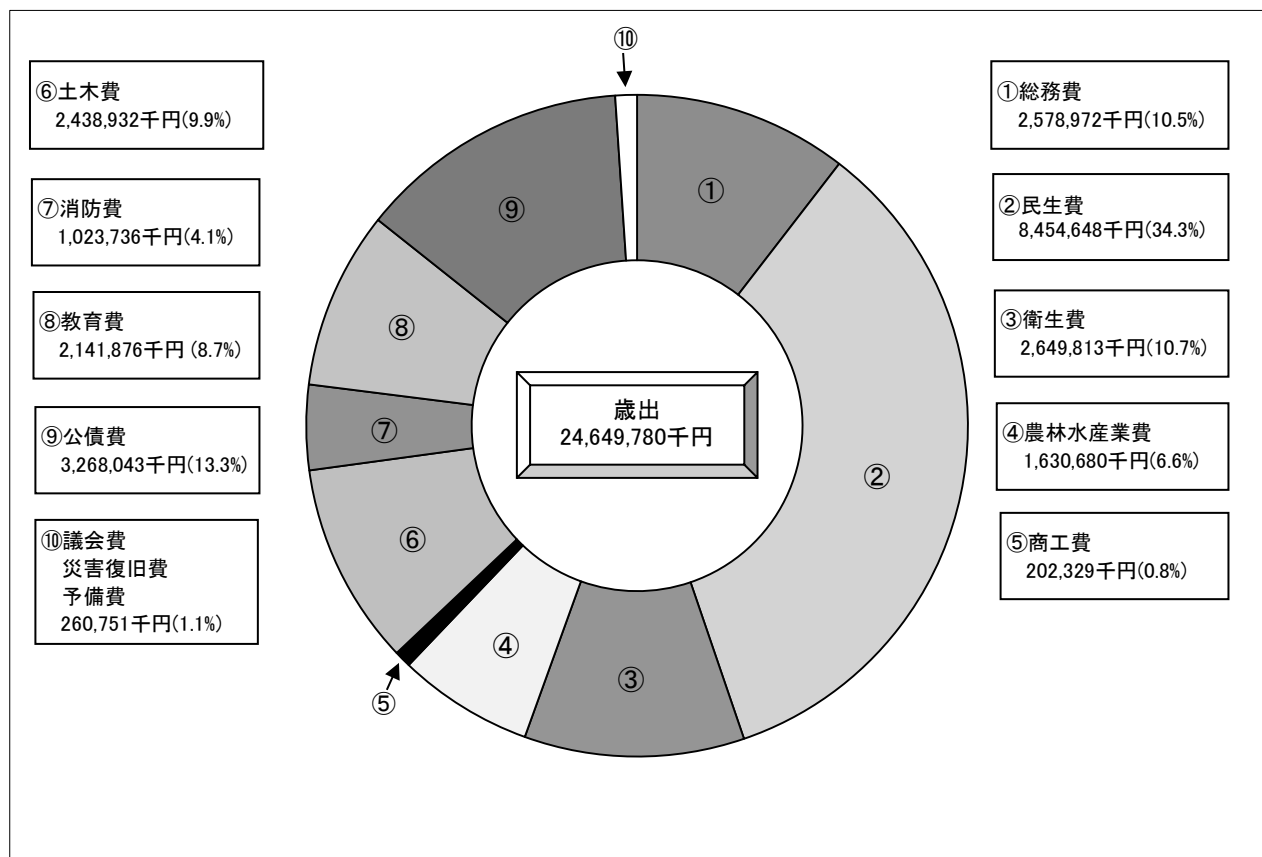 ⑩
⑥土木費
2,438,932千円(9.9%)
⑦消防費
1,023,736千円(4.1%)
⑧教育費
2,141,876千円 (8.7%)
⑨公債費
3,268,043千円(13.3%)
⑩議会費
災害復旧費
予備費
260,751千円(1.1%)
①
②
③
④
⑤
⑥
⑦
⑧
⑨
歳出
24,649,780千円
①総務費
2,578,972千円(10.5%)
②民生費
8,454,648千円(34.3%)
③衛生費
2,649,813千円(10.7%)
④農林水産業費
1,630,680千円(6.6%)
⑤商工費
202,329千円(0.8%)